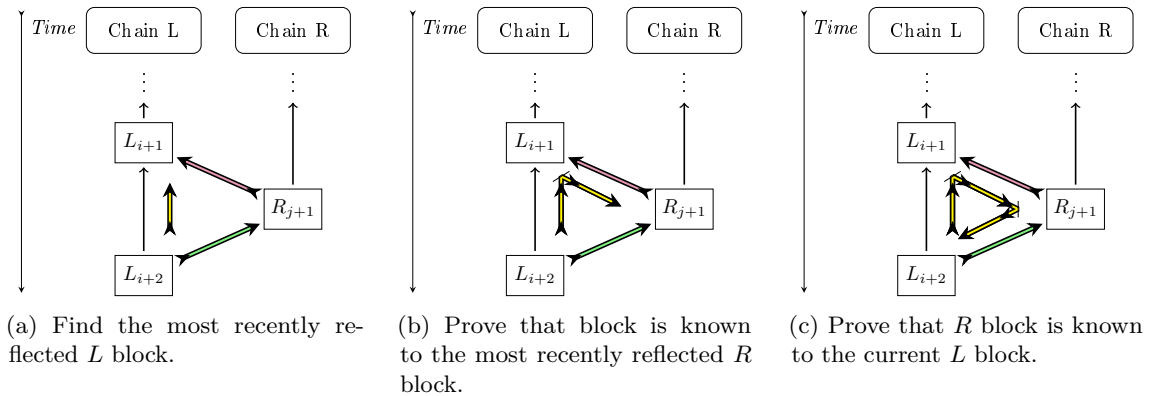 Time Chain L Chain R
L_{i+1}
R_{j+1}
L_{i+2}
(a) Find the most recently re-
flected L block.
Time Chain L Chain R
L_{i+1}
R_{j+1}
L_{i+2}
(b) Prove that block is known
to the most recently reflected R
block.
Time Chain L Chain R
L_{i+1}
R_{j+1}
L_{i+2}
(c) Prove that R block is known
to the current L block.